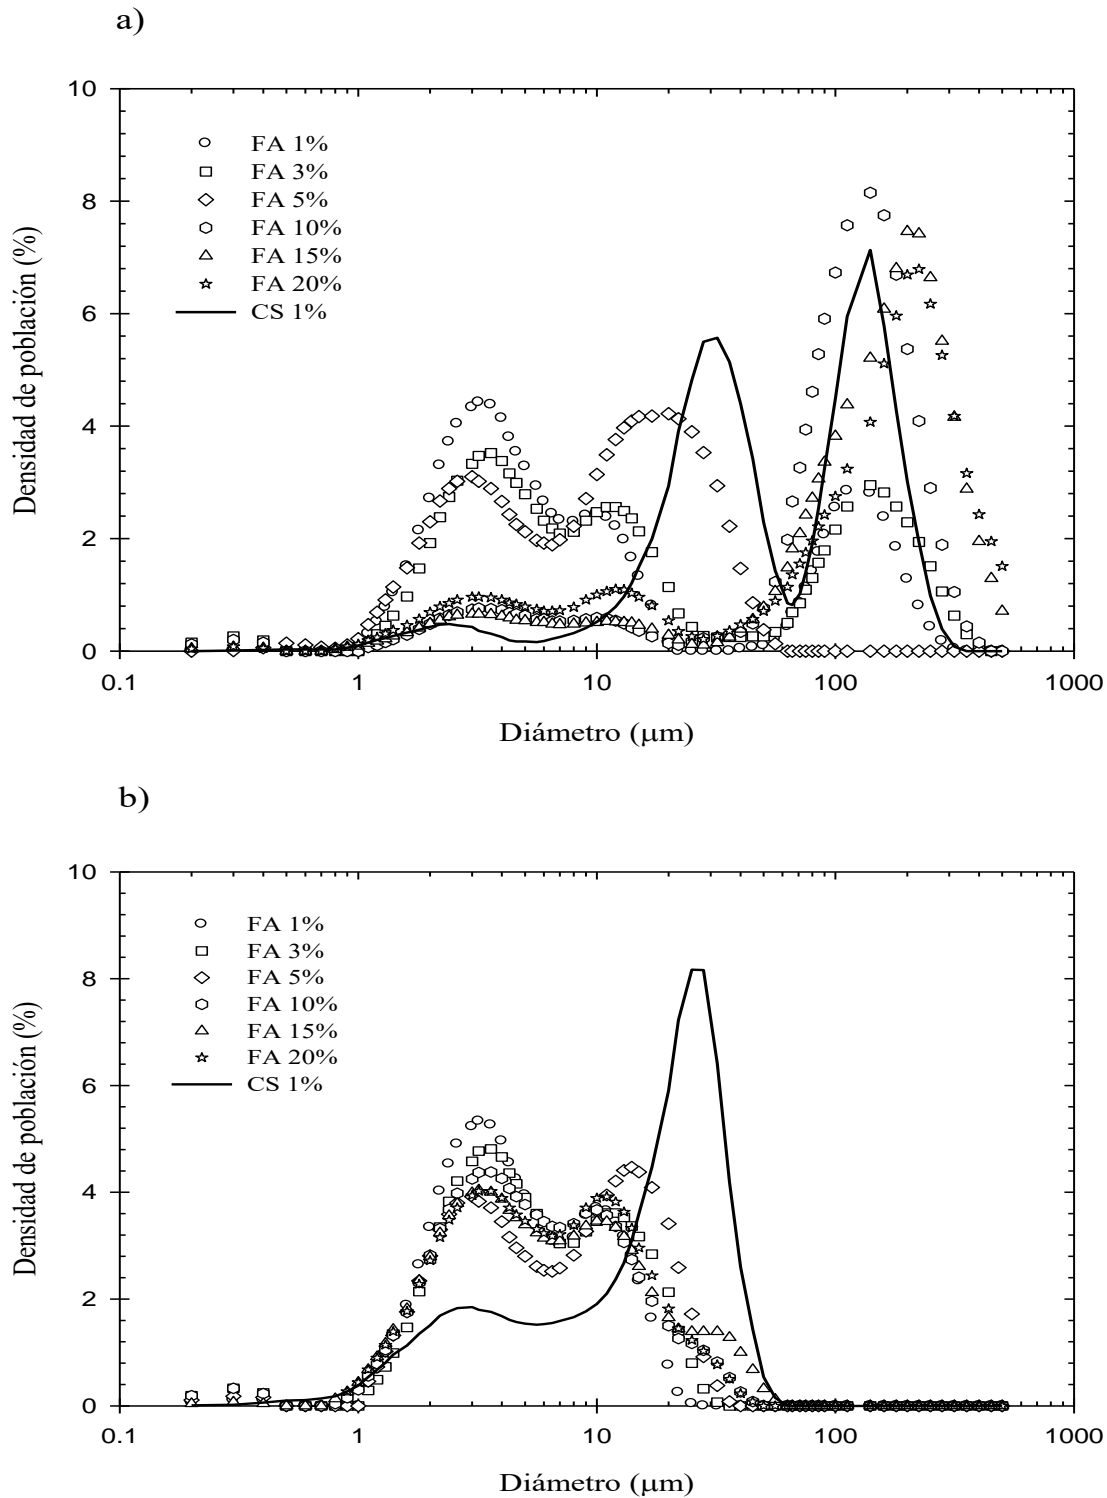 a)
10
8
6
4
2
0
Densidad de población (%)
FA 1%
FA 3%
FA 5%
FA 10%
FA 15%
FA 20%
CS 1%
0.1 1 10 100 1000
Diámetro (µm)
b)
10
8
6
4
2
0
Densidad de población (%)
FA 1%
FA 3%
FA 5%
FA 10%
FA 15%
FA 20%
CS 1%
0.1 1 10 100 1000
Diámetro (µm)